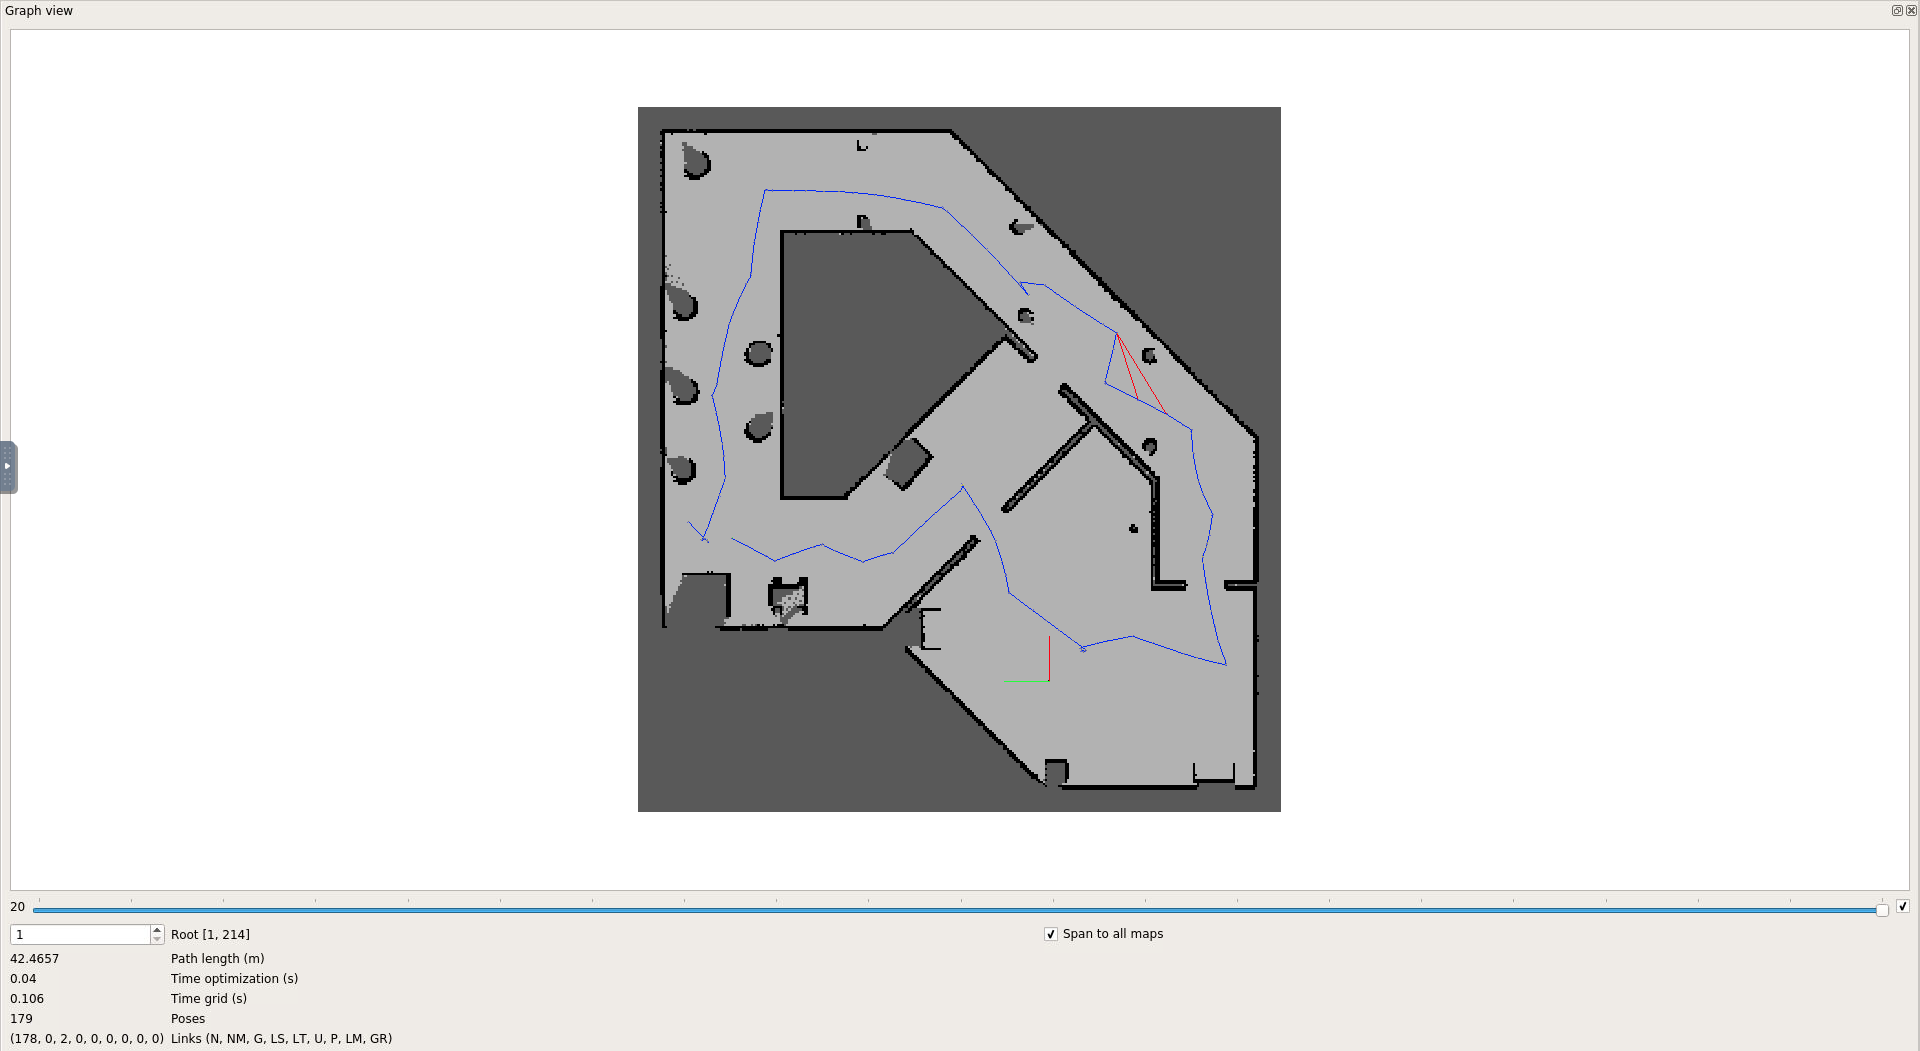 Graph view
20
1 Root [1, 214] Span to all maps
42.4657 Path length (m)
0.04 Time optimization (s)
0.106 Time grid (s)
179 Poses
(178, 0, 2, 0, 0, 0, 0, 0, 0) Links (N, NM, G, LS, LT, U, P, LM, GR)